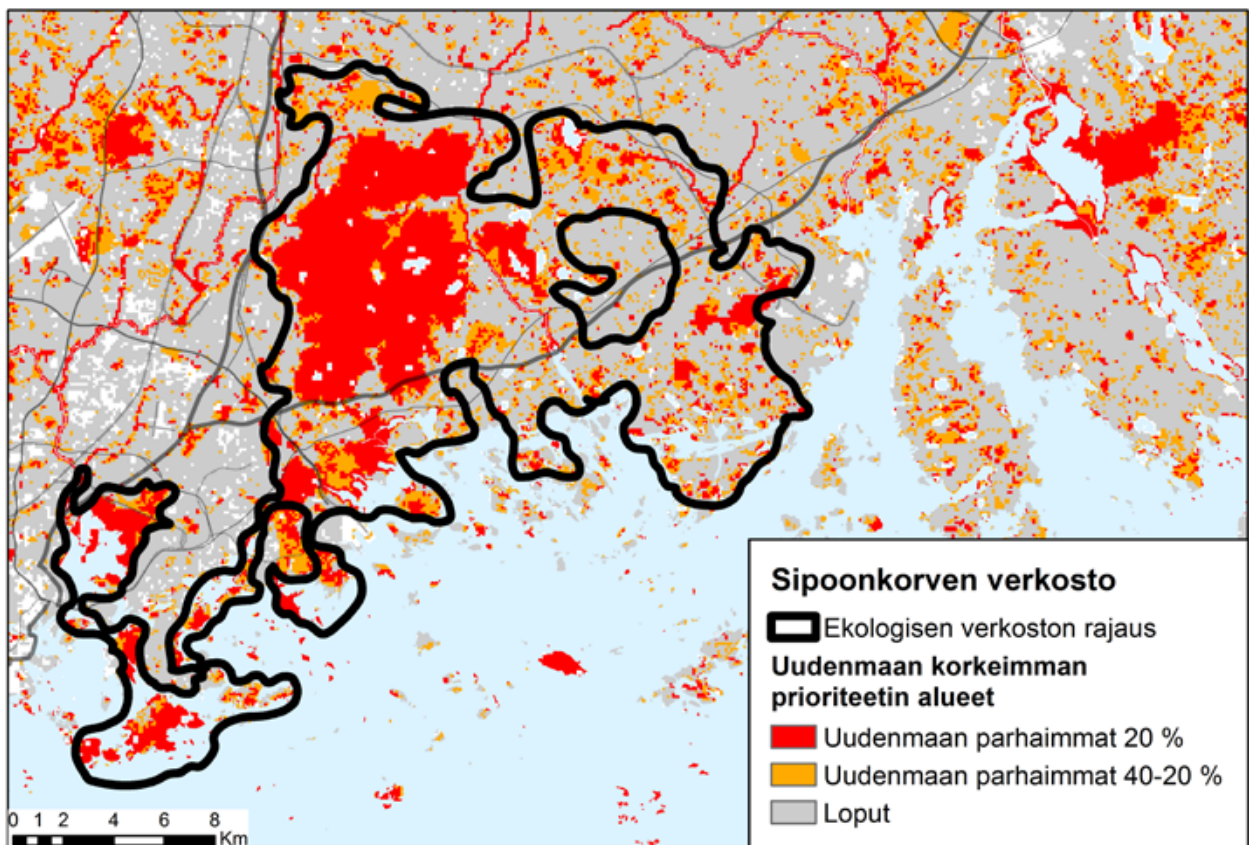 Sipoonkorven verkosto
Ekologisen verkoston rajaus
Uudenmaan korkeimman
prioriteetin alueet
Uudenmaan parhaimmat 20 %
Uudenmaan parhaimmat 40-20 %
Loput
0 1 2 4 6 8
Km